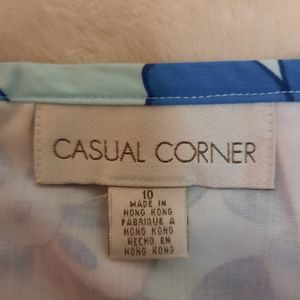 CASUAL CORNER
10
MADE IN
HONG KONG
FABRIQUE A
HONG KONG
HECHO EN
HONG KONG